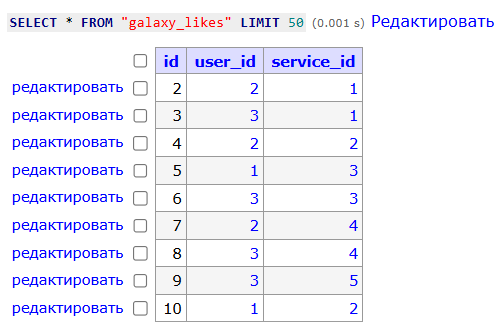 SELECT * FROM "galaxy_likes" LIMIT 50 (0.001 s) Редактировать
id user_id service_id
редактировать 2 2 1
редактировать 3 3 1
редактировать 4 2 2
редактировать 5 1 3
редактировать 6 3 3
редактировать 7 2 4
редактировать 8 3 4
редактировать 9 3 5
редактировать 10 1 2